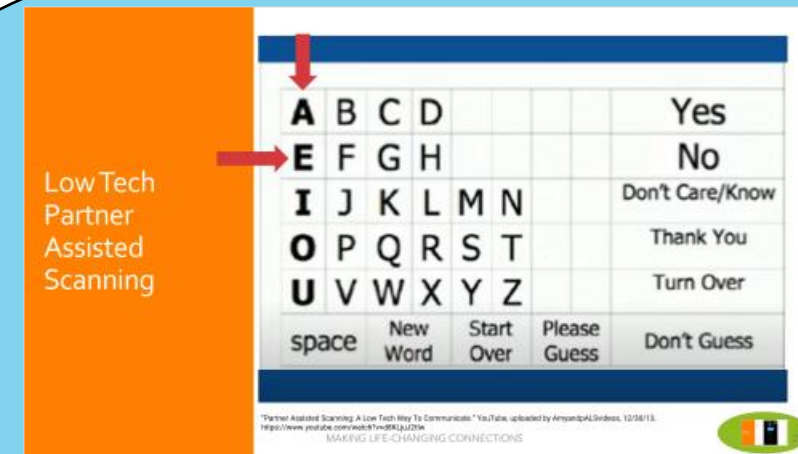 Low Tech
Partner
Assisted
Scanning
A B C D Yes
E F G H No
I J K L M N Don't Care/Know
O P Q R S T Thank You
U V W X Y Z Turn Over
space New Word Start Over Please Guess Don't Guess
"Partner Assisted Scanning: A Low Tech Way To Communicate." YouTube, uploaded by AmyandpALSvideos,
MAKING LIFE-CHANGING CONNECTIONS